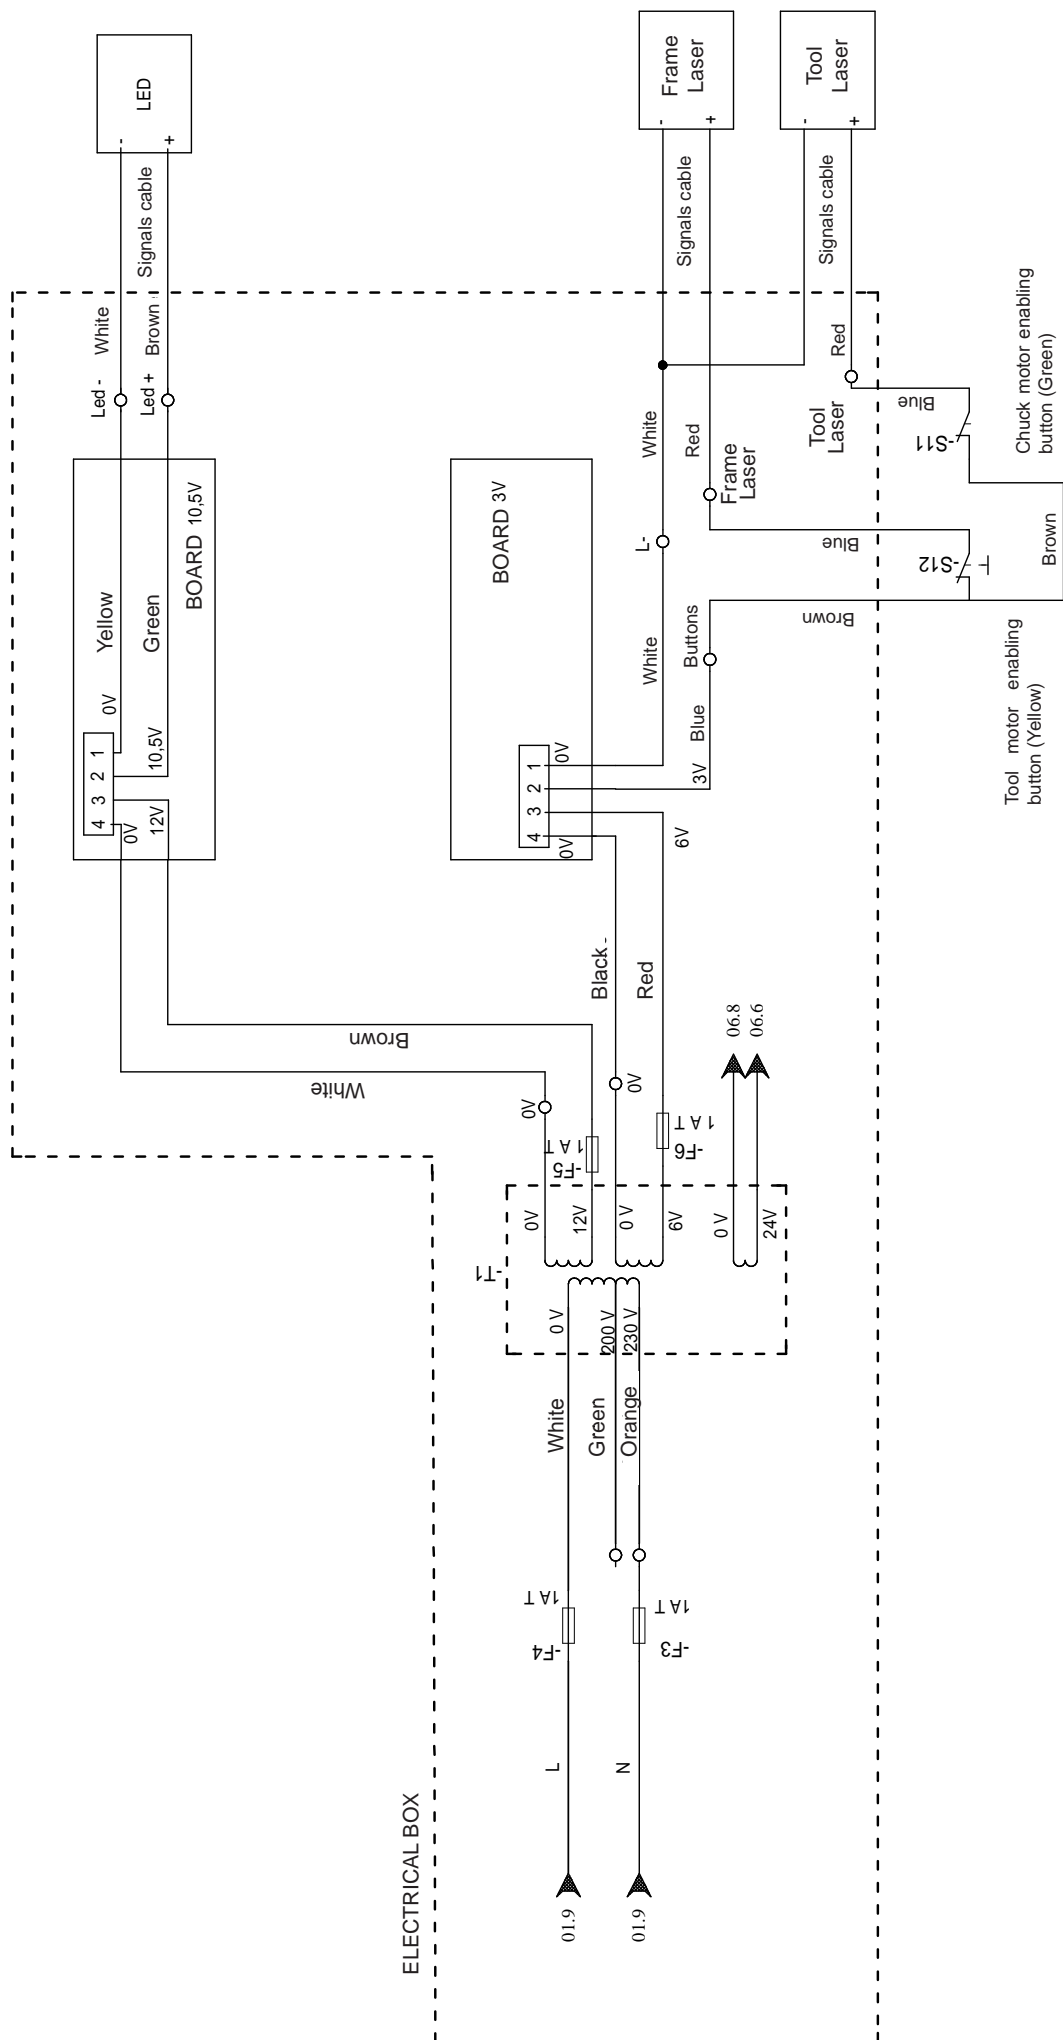 LED
-
+
Signals cable
Signals cable
Frame
Laser
-
+
Tool
Laser
-
+
Signals cable
Signals cable
White
Brown
Led -
Led +
White
Red
Red
Frame
Laser
Tool
Laser
Blue
-S11
Chuck motor enabling
button (Green)
L-
Blue
-S12
Brown
Brown
Tool motor enabling
button (Yellow)
BOARD 10,5V
Yellow
Green
0V
10,5V
4 3 2 1
0V
12V
BOARD 3V
4 3 2 1
0V
0V
3V
6V
White
Buttons
Blue
Black -
Red
Brown
White
0V
0V
1 A T
-F5
1 A T
-F6
06.8
06.6
-T1
0V
12V
0 V
6V
0 V
24V
0 V
200 V
230 V
White
Green
Orange
1A T
-F4
1A T
-F3
L
N
01.9
01.9
ELECTRICAL BOX